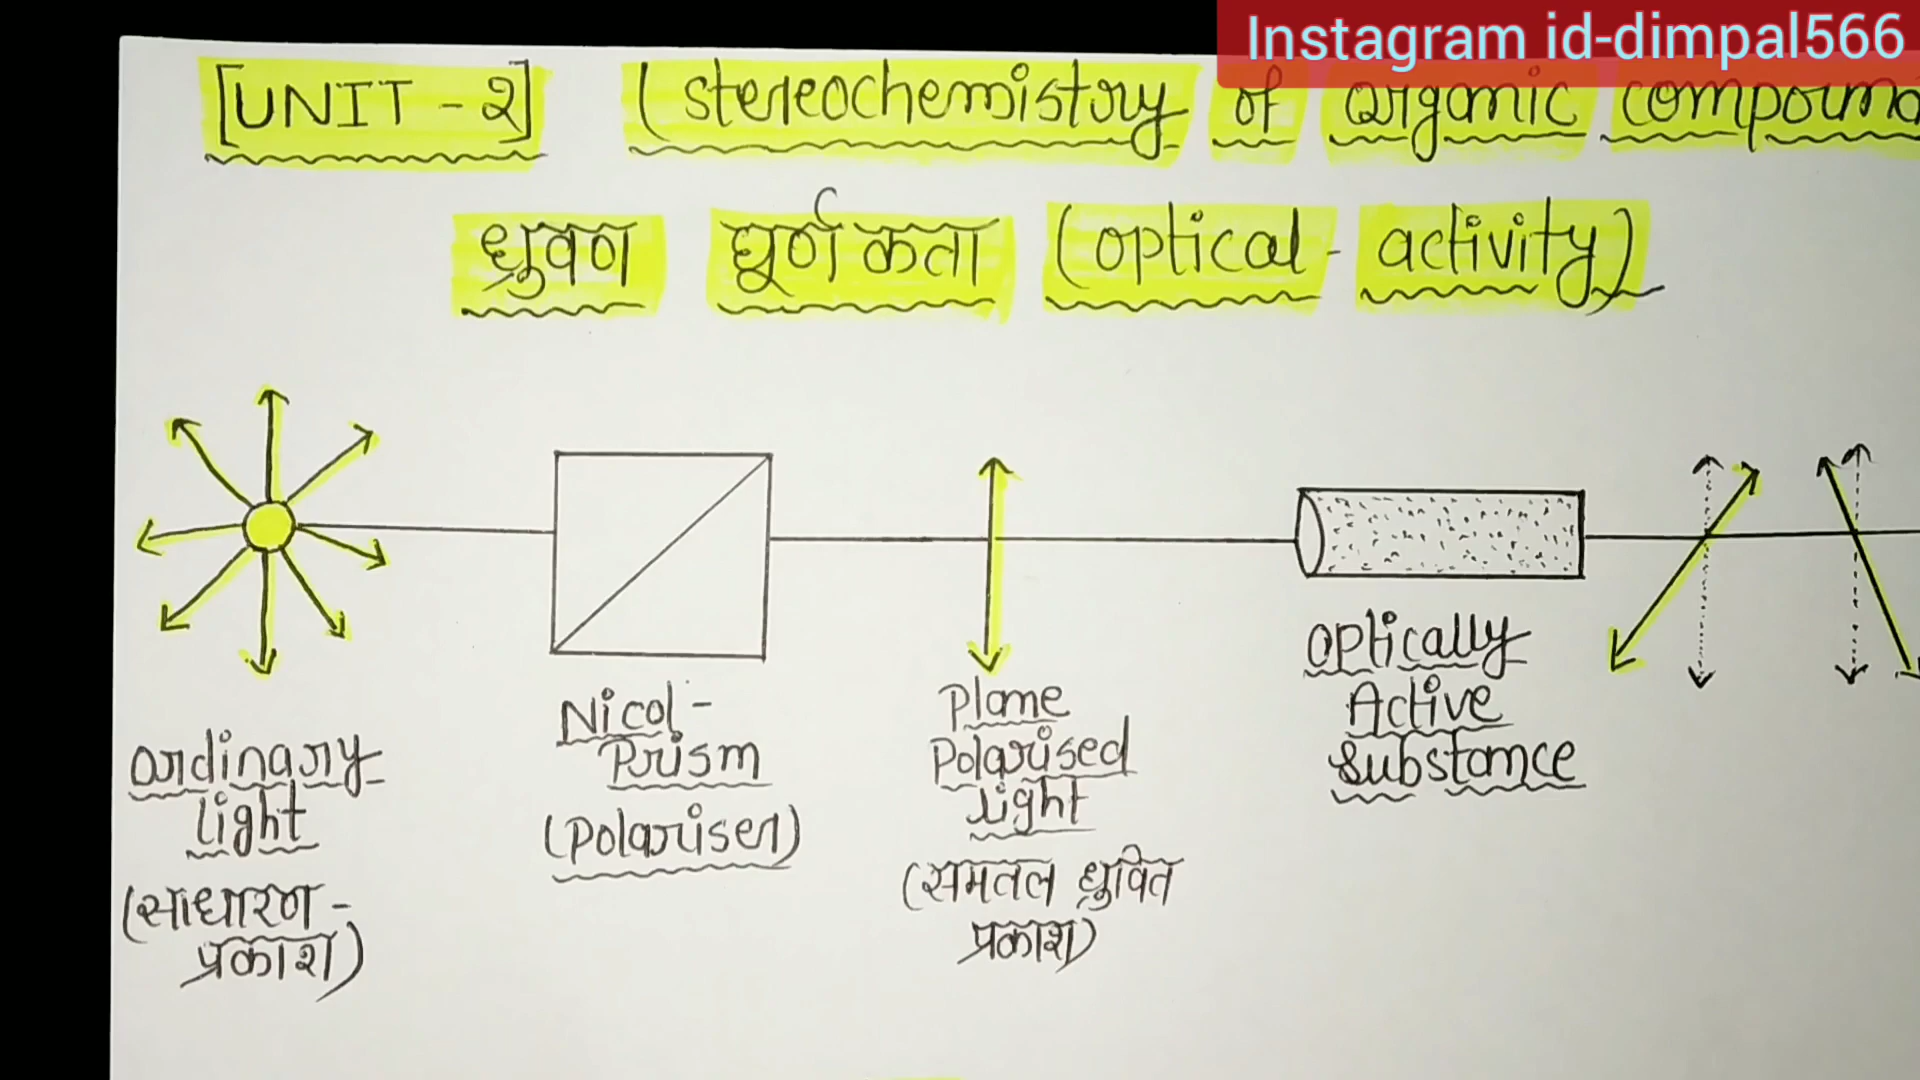 Instagram id-dimpal566
[UNIT - 2] (stereochemistry of organic compound
ध्रुवण घूर्णकता (optical- activity)
ordinary
light
(साधारण -
प्रकाश)
Nicol -
Prism
(Polariser)
Plane
Polarised
light
(समतल ध्रुवित
प्रकाश)
Optically
Active
substance